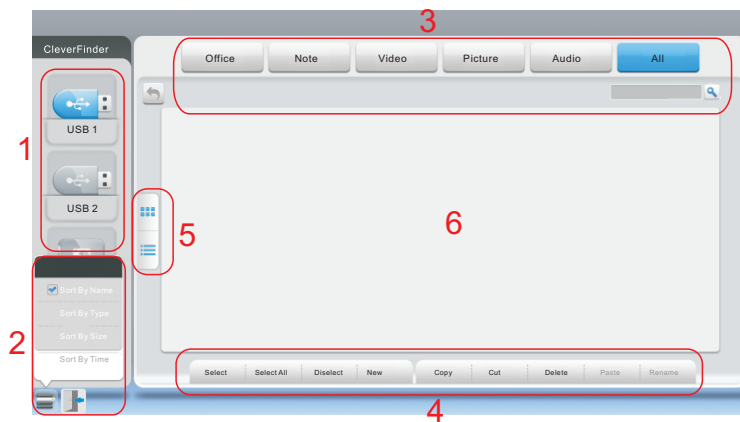 3
CleverFinder
Office Note Video Picture Audio All
1
USB 1
USB 2
5
6
2
Sort By Name
Sort By Type
Sort By Size
Sort By Time
Select Select All Diselect New Copy Cut Delete Paste Rename
4